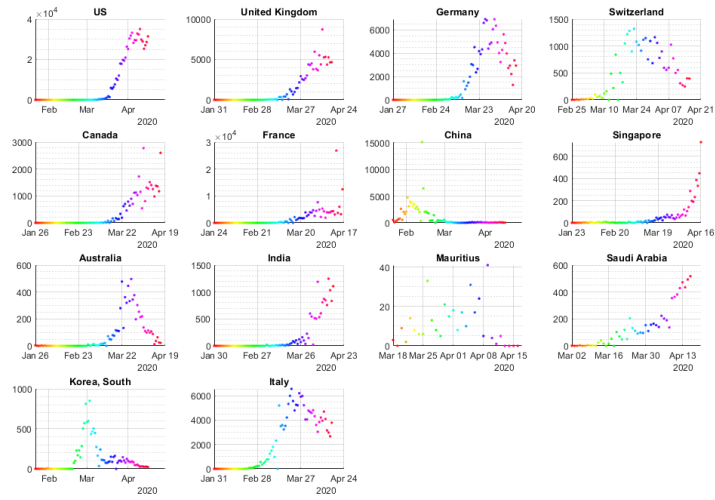 US
×10⁴
4
3
2
1
0
Feb
Mar
Apr
2020
United Kingdom
10000
5000
0
Jan 31
Feb 28
Mar 27
Apr 24
2020
Germany
6000
4000
2000
0
Jan 27
Feb 24
Mar 23
Apr 20
2020
Switzerland
1500
1000
500
0
Feb 25
Mar 10
Mar 24
Apr 07
Apr 21
2020
Canada
3000
2000
1000
0
Jan 26
Feb 23
Mar 22
Apr 19
2020
France
×10⁴
3
2
1
0
Jan 24
Feb 21
Mar 20
Apr 17
2020
China
15000
10000
5000
0
Feb
Mar
Apr
2020
Singapore
600
400
200
0
Jan 23
Feb 20
Mar 19
Apr 16
2020
Australia
600
400
200
0
Jan 26
Feb 23
Mar 22
Apr 19
2020
India
1500
1000
500
0
Jan 30
Feb 27
Mar 26
Apr 23
2020
Mauritius
40
20
0
Mar 18
Mar 25
Apr 01
Apr 08
Apr 15
2020
Saudi Arabia
600
400
200
0
Mar 02
Mar 16
Mar 30
Apr 13
2020
Korea, South
1000
500
0
Feb
Mar
Apr
2020
Italy
6000
4000
2000
0
Jan 31
Feb 28
Mar 27
Apr 24
2020